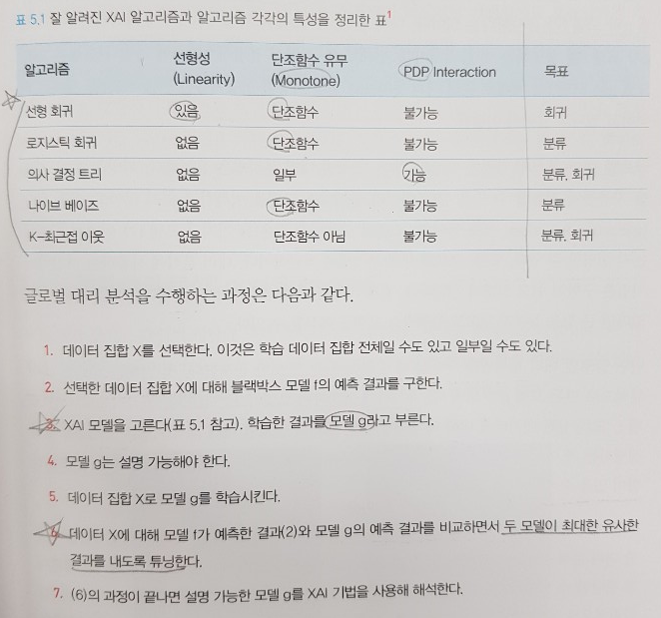 표 5.1 잘 알려진 XAI 알고리즘과 알고리즘 각각의 특성을 정리한 표1
알고리즘 선형성 (Linearity) 단조함수 유무 (Monotone) PDP Interaction 목표
선형 회귀 있음 단조함수 불가능 회귀
로지스틱 회귀 없음 단조함수 불가능 분류
의사 결정 트리 없음 일부 가능 분류, 회귀
나이브 베이즈 없음 단조함수 불가능 분류
K-최근접 이웃 없음 단조함수 아님 불가능 분류, 회귀
글로벌 대리 분석을 수행하는 과정은 다음과 같다.
1. 데이터 집합 X를 선택한다. 이것은 학습 데이터 집합 전체일 수도 있고 일부일 수도 있다.
2. 선택한 데이터 집합 X에 대해 블랙박스 모델 f의 예측 결과를 구한다.
3. XAI 모델을 고른다(표 5.1 참고). 학습한 결과를 모델 g라고 부른다.
4. 모델 g는 설명 가능해야 한다.
5. 데이터 집합 X로 모델 g를 학습시킨다.
6. 데이터 X에 대해 모델 f가 예측한 결과(2)와 모델 g의 예측 결과를 비교하면서 두 모델이 최대한 유사한
결과를 내도록 튜닝한다.
7. (6)의 과정이 끝나면 설명 가능한 모델 g를 XAI 기법을 사용해 해석한다.